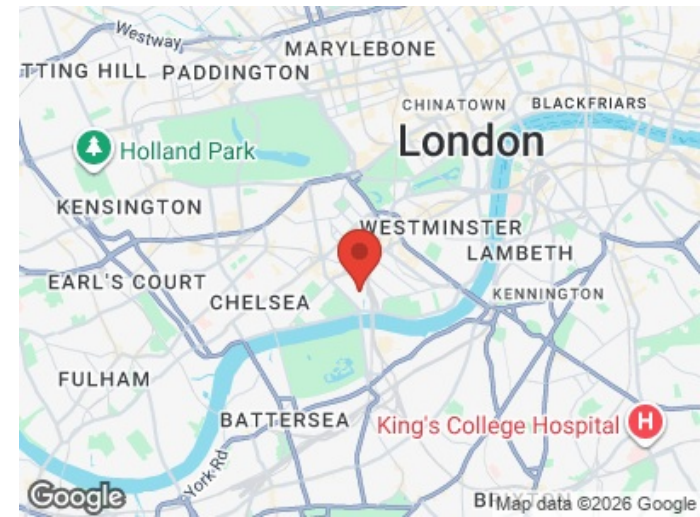 Westway
MARYLEBONE
TTING HILL
PADDINGTON
CHINATOWN
BLACKFRIARS
London
Holland Park
KENSINGTON
WESTMINSTER
LAMBETH
EARL'S COURT
KENNINGTON
CHELSEA
FULHAM
BATTERSEA
King's College Hospital
H
York Rd
Google
Map data ©2026 Google